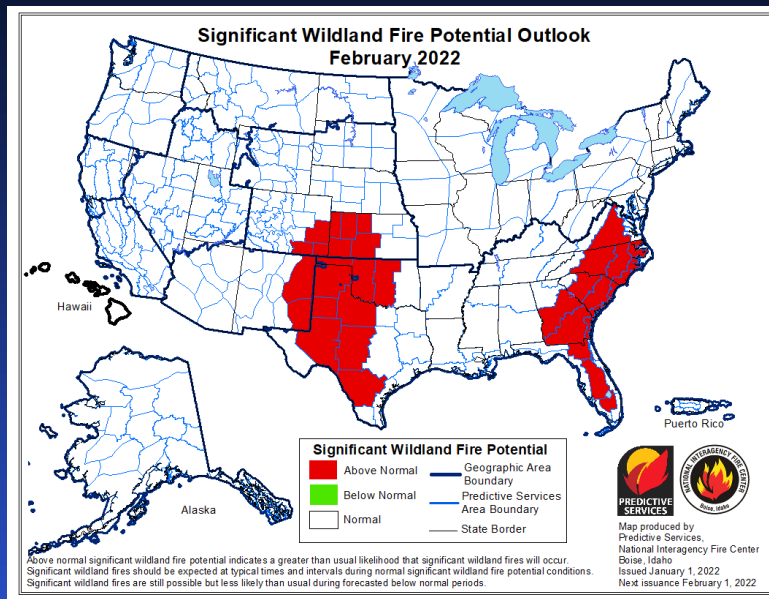 Significant Wildland Fire Potential Outlook
February 2022
Hawaii
Alaska
Puerto Rico
Significant Wildland Fire Potential
Above Normal
Below Normal
Normal
Geographic Area
Boundary
Predictive Services
Area Boundary
State Border
PREDICTIVE
SERVICES
NATIONAL INTERAGENCY FIRE CENTER
Boise, Idaho
Map produced by
Predictive Services,
National Interagency Fire Center
Boise, Idaho
Issued January 1, 2022
Next issuance February 1, 2022
Above normal significant wildland fire potential indicates a greater than usual likelihood that significant wildland fires will occur.
Significant wildland fires should be expected at typical times and intervals during normal significant wildland fire potential conditions.
Significant wildland fires are still possible but less likely than usual during forecasted below normal periods.